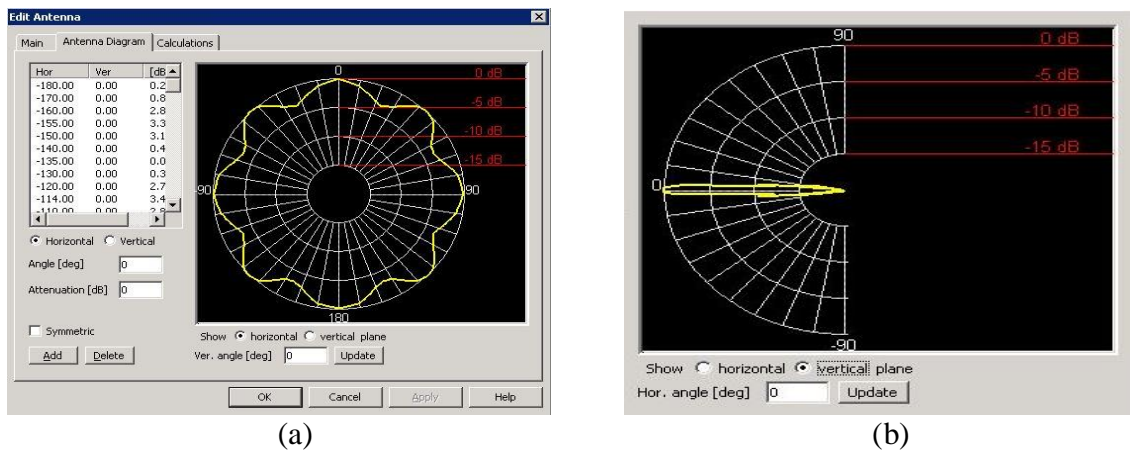 Edit Antenna
Main Antenna Diagram Calculations
Hor Ver [dB
-180.00 0.00 0.2
-170.00 0.00 0.8
-160.00 0.00 2.8
-155.00 0.00 3.3
-150.00 0.00 3.1
-140.00 0.00 0.4
-135.00 0.00 0.0
-130.00 0.00 0.3
-120.00 0.00 2.7
-114.00 0.00 3.4
-110.00 0.00 2.8
Horizontal Vertical
Angle [deg] 0
Attenuation [dB] 0
Symmetric
Add Delete
0
0 dB
-5 dB
-10 dB
-15 dB
-90
90
180
Show horizontal vertical plane
Ver. angle [deg] 0 Update
OK Cancel Apply Help
(a)
90
0 dB
-5 dB
-10 dB
-15 dB
0
-90
Show horizontal vertical plane
Hor. angle [deg] 0 Update
(b)